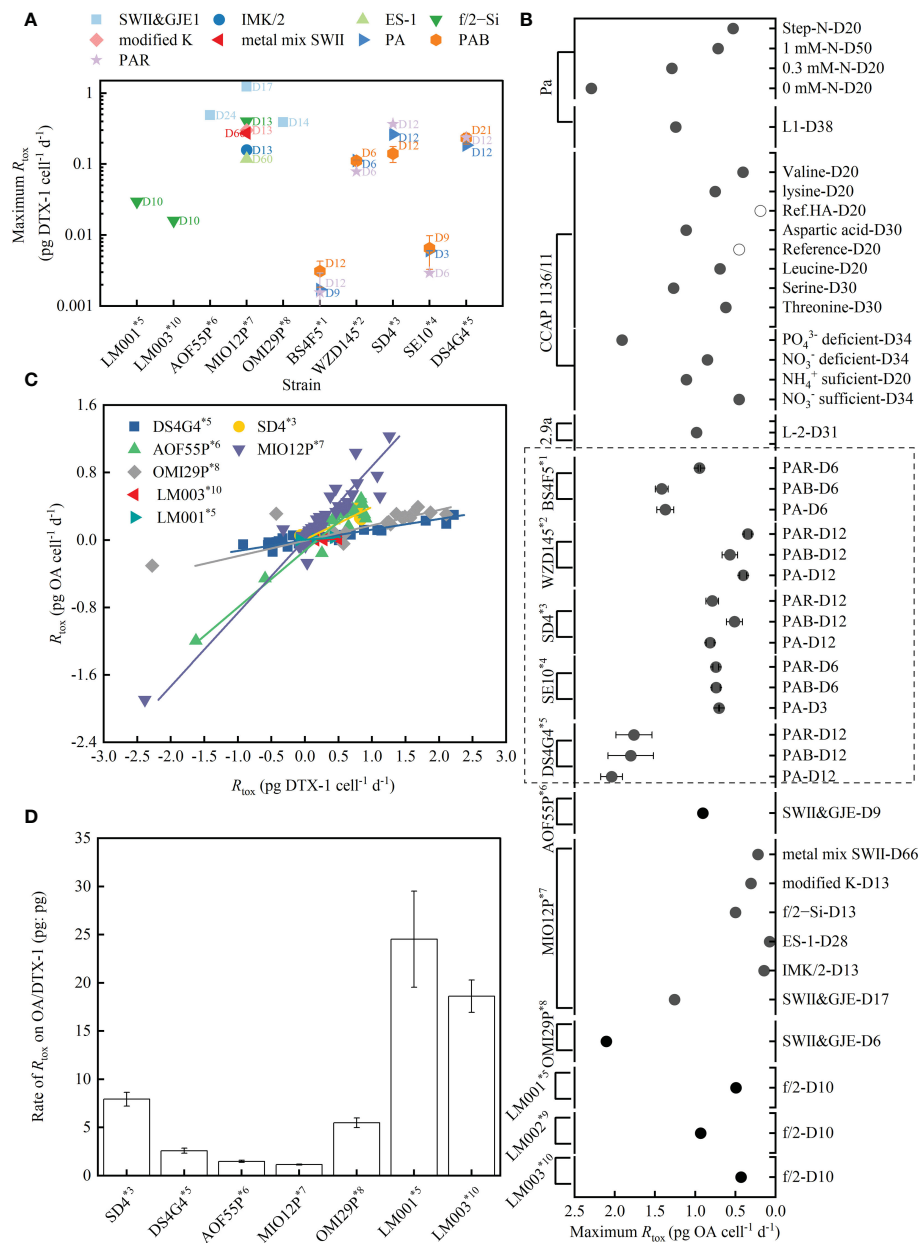 A
SWII&GJE1 IMK/2 ES-1 f/2−Si
modified K metal mix SWII PA PAB
PAR
Maximum Rtox
(pg DTX-1 cell⁻¹ d⁻¹)
1
0.1
0.01
0.001
D10
D10
D24
D17
D13
D13
D66
D13
D60
D14
D12
D12
D9
D6
D6
D6
D12
D12
D12
D9
D3
D6
D21
D12
D12
LM001*5
LM003*10
AOF55P*6
MIO12P*7
OMI29P*8
BS4F5*1
WZD145*2
SD4*3
SE10*4
DS4G4*5
Strain
B
Pa
Step-N-D20
1 mM-N-D50
0.3 mM-N-D20
0 mM-N-D20
L1-D38
CCAP 1136/11
Valine-D20
lysine-D20
Ref.HA-D20
Aspartic acid-D30
Reference-D20
Leucine-D20
Serine-D30
Threonine-D30
PO₄³⁻ deficient-D34
NO₃⁻ deficient-D34
NH₄⁺ suficient-D20
NO₃⁻ sufficient-D34
2.9a
L-2-D31
BS4F5*1
PAR-D6
PAB-D6
PA-D6
WZD145*2
PAR-D12
PAB-D12
PA-D12
SD4*3
PAR-D12
PAB-D12
PA-D12
SE10*4
PAR-D6
PAB-D6
PA-D3
DS4G4*5
PAR-D12
PAB-D12
PA-D12
AOF55P*6
SWII&GJE-D9
MIO12P*7
metal mix SWII-D66
modified K-D13
f/2−Si-D13
ES-1-D28
IMK/2-D13
SWII&GJE-D17
OMI29P*8
SWII&GJE-D6
LM001*5
f/2-D10
LM002*9
f/2-D10
LM003*10
f/2-D10
2.5 2.0 1.5 1.0 0.5 0.0
Maximum Rtox (pg OA cell⁻¹ d⁻¹)
C
DS4G4*5 SD4*3
AOF55P*6 MIO12P*7
OMI29P*8
LM003*10
LM001*5
Rtox (pg OA cell⁻¹ d⁻¹)
1.6
0.8
0.0
-0.8
-1.6
-2.4
-3.0 -2.5 -2.0 -1.5 -1.0 -0.5 0.0 0.5 1.0 1.5 2.0 2.5 3.0
Rtox (pg DTX-1 cell⁻¹ d⁻¹)
D
Rate of Rtox on OA/DTX-1 (pg: pg)
35
30
25
20
15
10
5
0
SD4*3
DS4G4*5
AOF55P*6
MIO12P*7
OMI29P*8
LM001*5
LM003*10